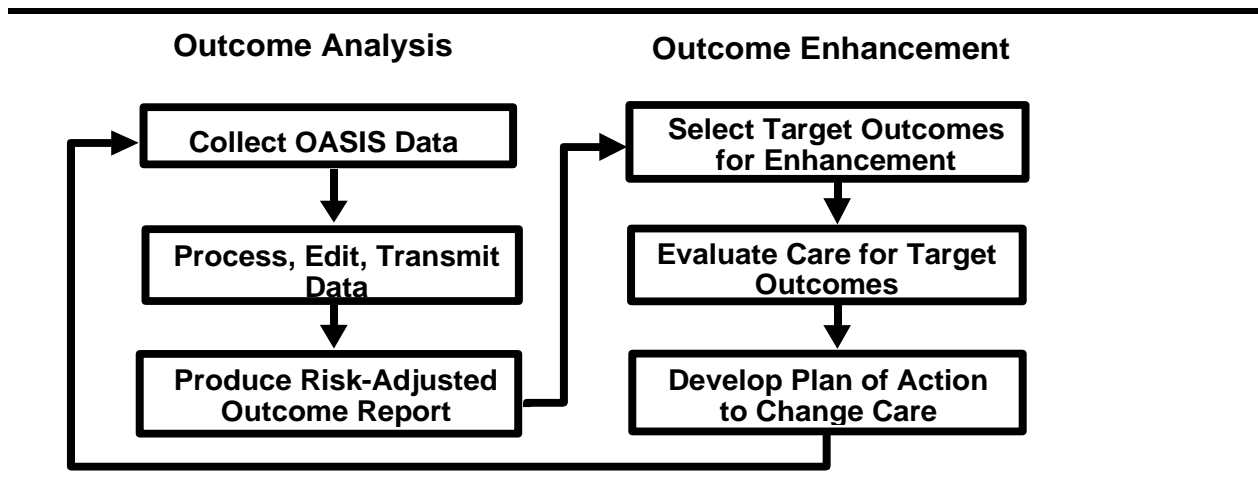 Outcome Analysis
Collect OASIS Data
Process, Edit, Transmit
Data
Produce Risk-Adjusted
Outcome Report
Outcome Enhancement
Select Target Outcomes
for Enhancement
Evaluate Care for Target
Outcomes
Develop Plan of Action
to Change Care